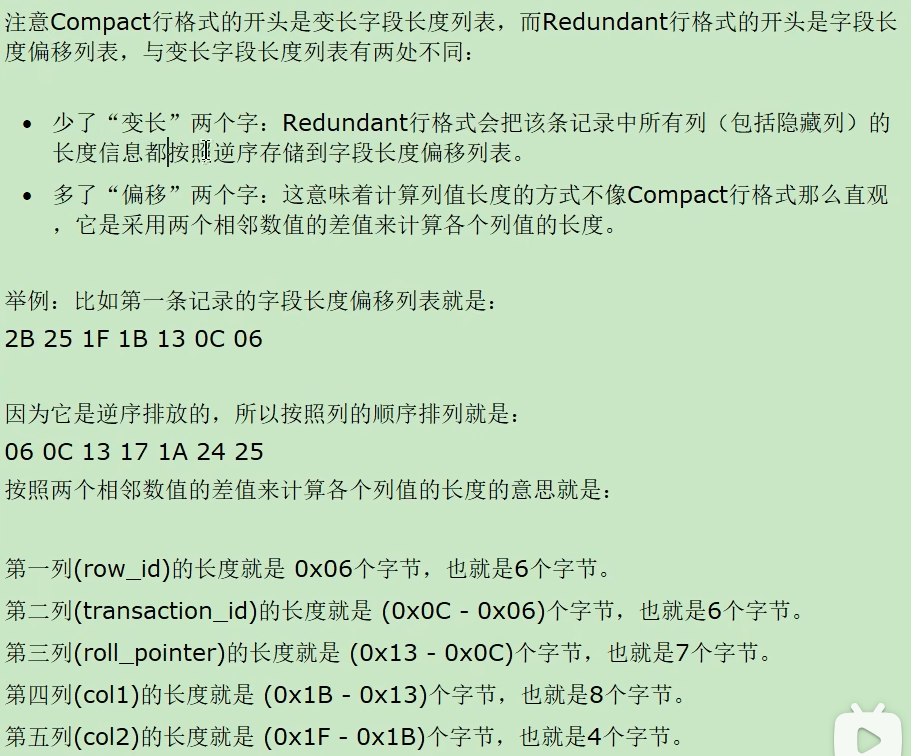 注意Compact行格式的开头是变长字段长度列表，而Redundant行格式的开头是字段长
度偏移列表，与变长字段长度列表有两处不同：
• 少了“变长”两个字：Redundant行格式会把该条记录中所有列（包括隐藏列）的
长度信息都按照逆序存储到字段长度偏移列表。
• 多了“偏移”两个字：这意味着计算列值长度的方式不像Compact行格式那么直观
，它是采用两个相邻数值的差值来计算各个列值的长度。
举例：比如第一条记录的字段长度偏移列表就是：
2B 25 1F 1B 13 0C 06
因为它是逆序排放的，所以按照列的顺序排列就是：
06 0C 13 17 1A 24 25
按照两个相邻数值的差值来计算各个列值的长度的意思就是：
第一列(row_id)的长度就是 0x06个字节，也就是6个字节。
第二列(transaction_id)的长度就是 (0x0C - 0x06)个字节，也就是6个字节。
第三列(roll_pointer)的长度就是 (0x13 - 0x0C)个字节，也就是7个字节。
第四列(col1)的长度就是 (0x1B - 0x13)个字节，也就是8个字节。
第五列(col2)的长度就是 (0x1F - 0x1B)个字节，也就是4个字节。